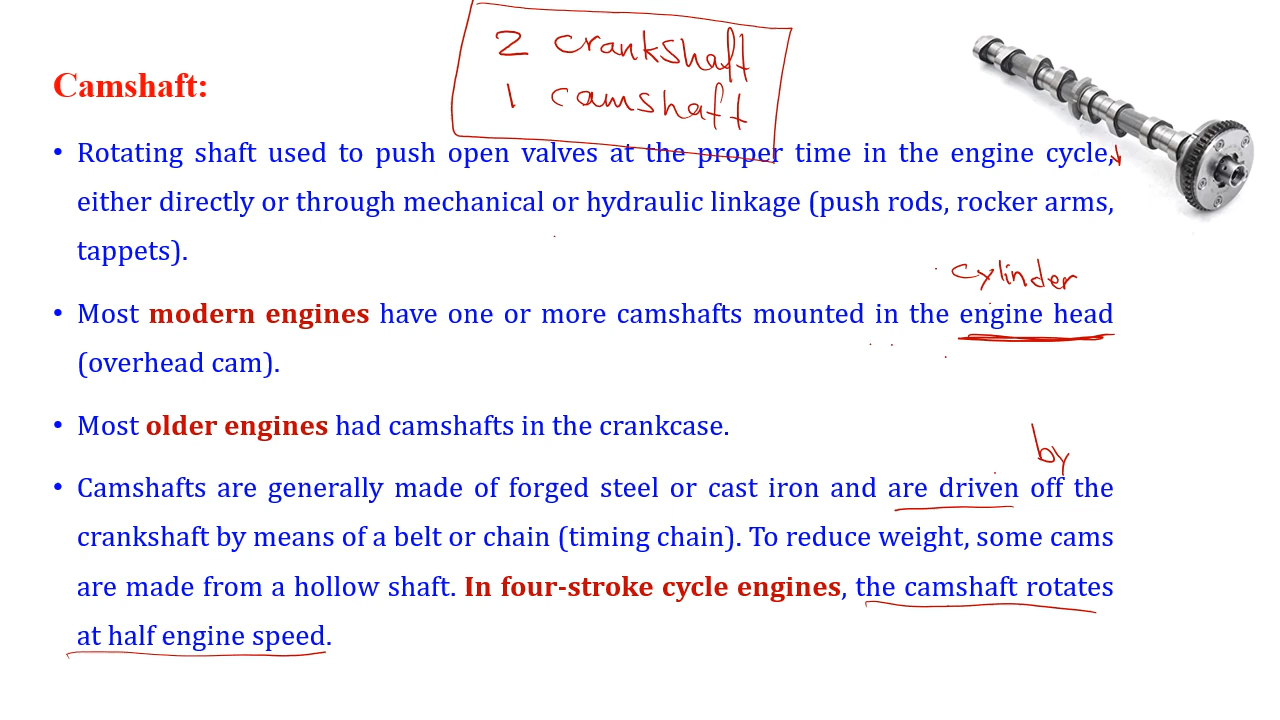 2 crankshaft
1 camshaft
Camshaft:
• Rotating shaft used to push open valves at the proper time in the engine cycle,
either directly or through mechanical or hydraulic linkage (push rods, rocker arms,
tappets).
cylinder
• Most modern engines have one or more camshafts mounted in the engine head
(overhead cam).
• Most older engines had camshafts in the crankcase.
by
• Camshafts are generally made of forged steel or cast iron and are driven off the
crankshaft by means of a belt or chain (timing chain). To reduce weight, some cams
are made from a hollow shaft. In four-stroke cycle engines, the camshaft rotates
at half engine speed.